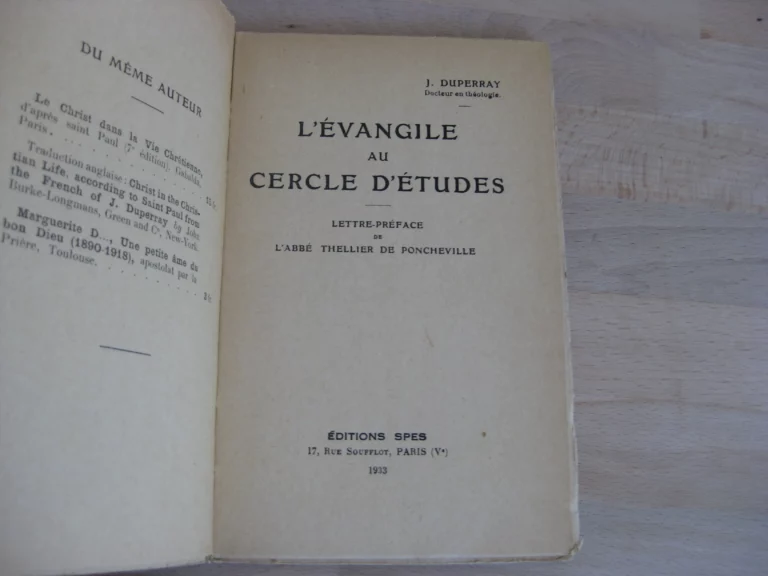 DU MÊME AUTEUR
Le Christ dans la Vie Chrétienne,
d'après saint Paul (7e édition), Gabalda,
Paris.
Traduction anglaise: Christ in the Chris-
tian Life, according to Saint Paul from
the French of J. Duperray by John
Burke-Longmans, Green and Co, New-York.
Marguerite D..., Une petite âme du
bon Dieu (1890-1918), apostolat par la
Prière, Toulouse.
J. DUPERRAY
Docteur en théologie.
L'ÉVANGILE
AU
CERCLE D'ÉTUDES
LETTRE-PRÉFACE
DE
L'ABBÉ THELLIER DE PONCHEVILLE
ÉDITIONS SPES
17, RUE SOUFFLOT, PARIS (Ve)
1933